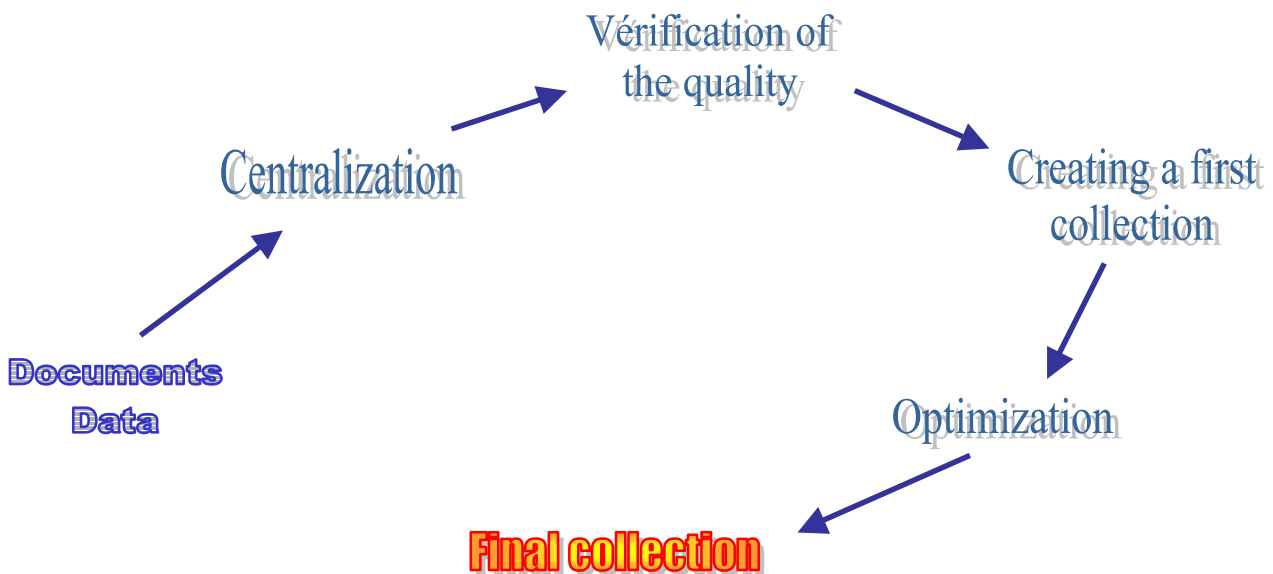 Documents
Data
Centralization
Vérification of
the quality
Creating a first
collection
Optimization
Final collection